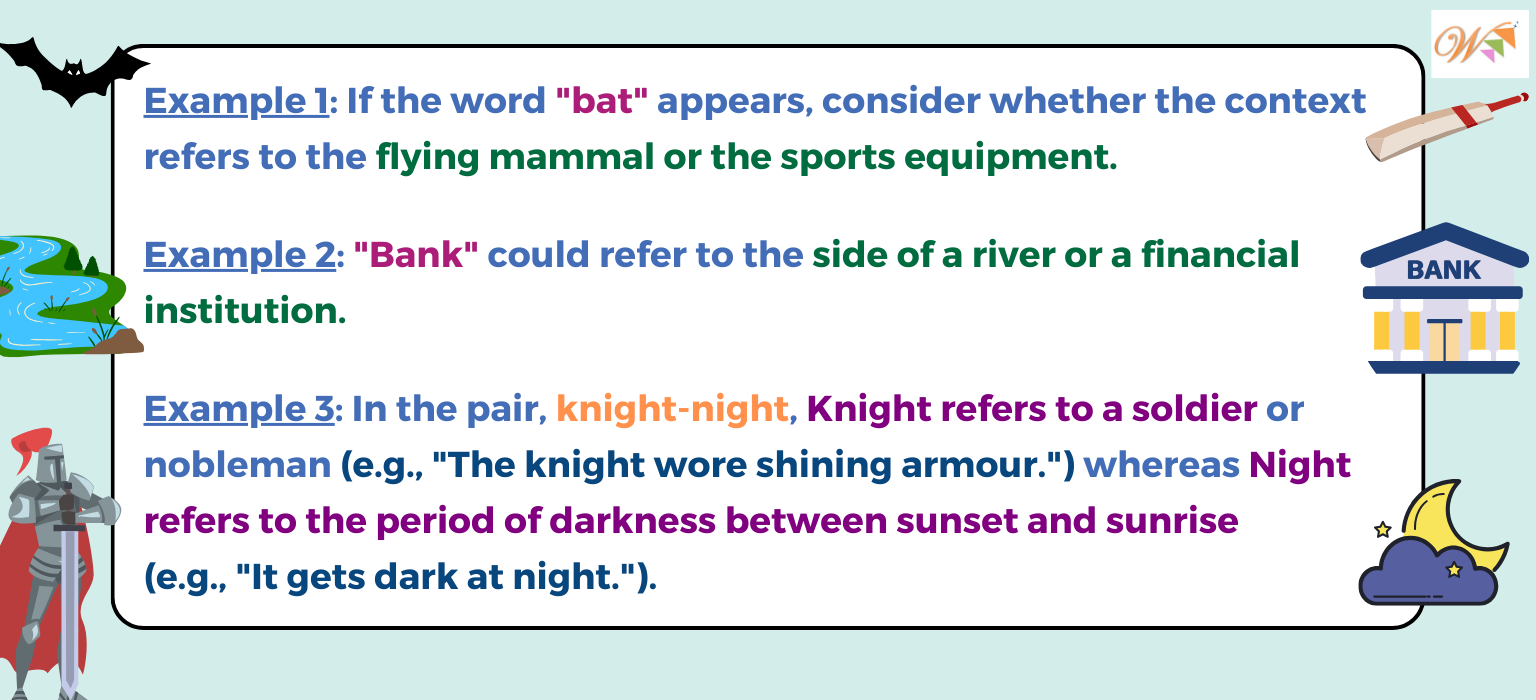 Example 1: If the word "bat" appears, consider whether the context
refers to the flying mammal or the sports equipment.
Example 2: "Bank" could refer to the side of a river or a financial
institution.
BANK
Example 3: In the pair, knight-night, Knight refers to a soldier or
nobleman (e.g., "The knight wore shining armour.") whereas Night
refers to the period of darkness between sunset and sunrise
(e.g., "It gets dark at night.").
W